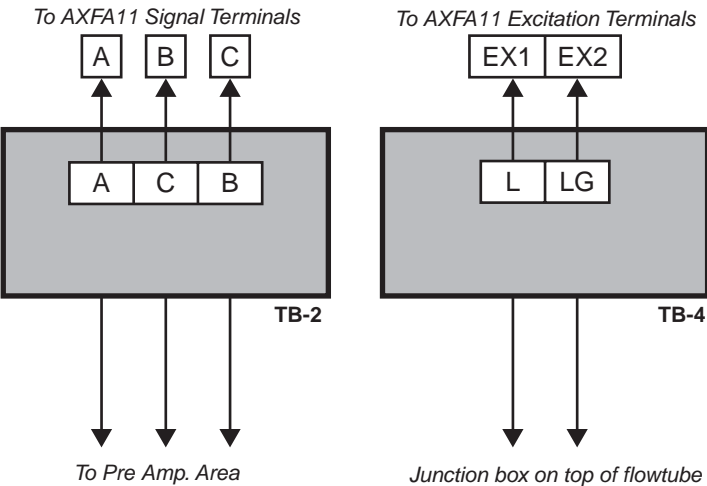 To AXFA11 Signal Terminals
A B C
A C B
TB-2
To Pre Amp. Area
To AXFA11 Excitation Terminals
EX1 EX2
L LG
TB-4
Junction box on top of flowtube